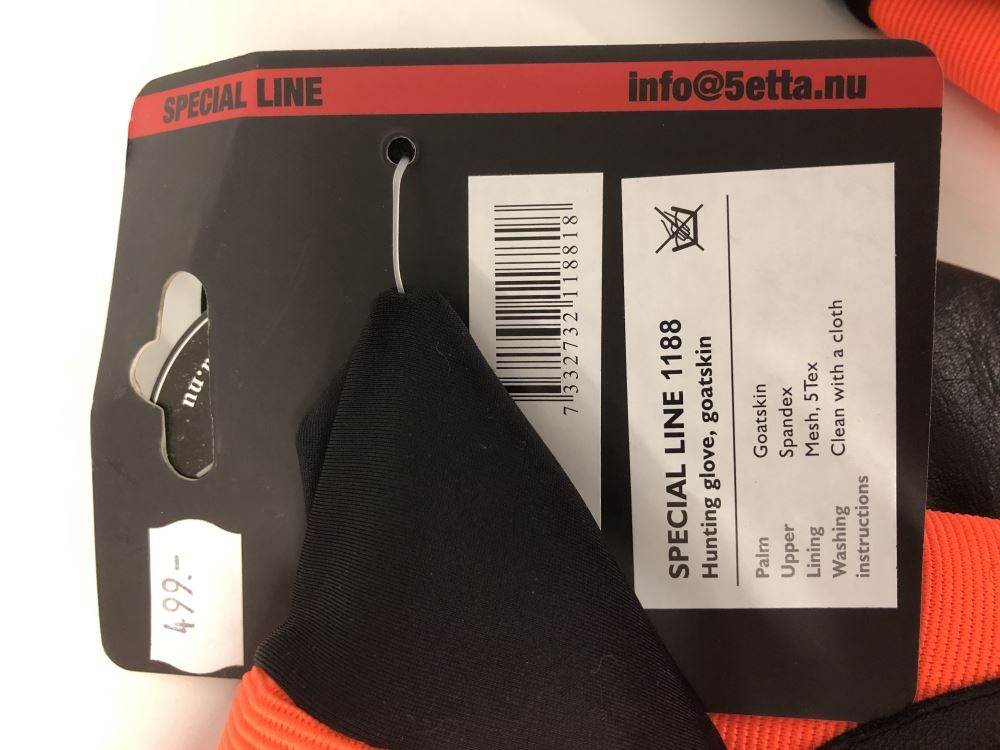 SPECIAL LINE
info@5etta.nu
7 332732 118818
SPECIAL LINE 1188
Hunting glove, goatskin
Palm Goatskin
Upper Spandex
Lining Mesh, 5Tex
Washing Clean with a cloth
instructions
499.-